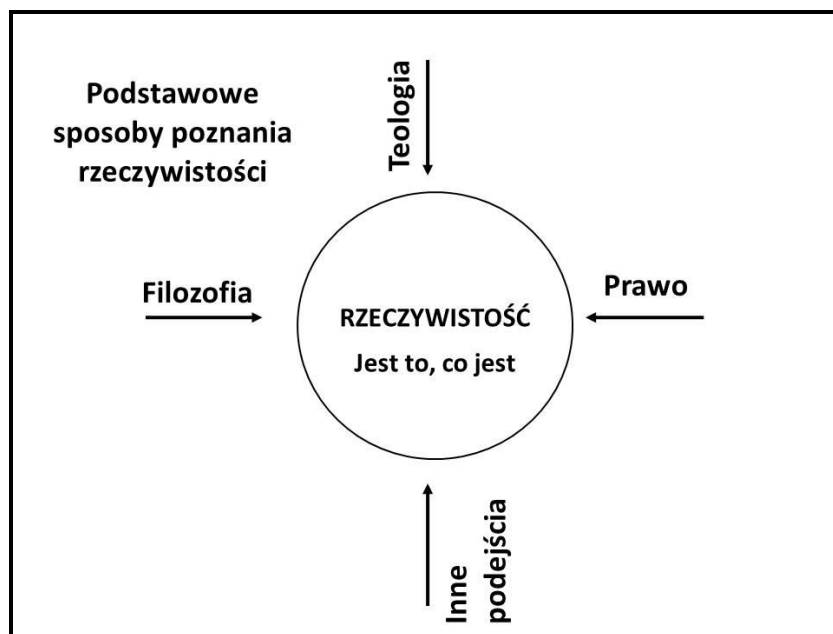 Podstawowe
sposoby poznania
rzeczywistości
Teologia
Filozofia
RZECZYWISTOŚĆ
Jest to, co jest
Prawo
Inne
podejścia